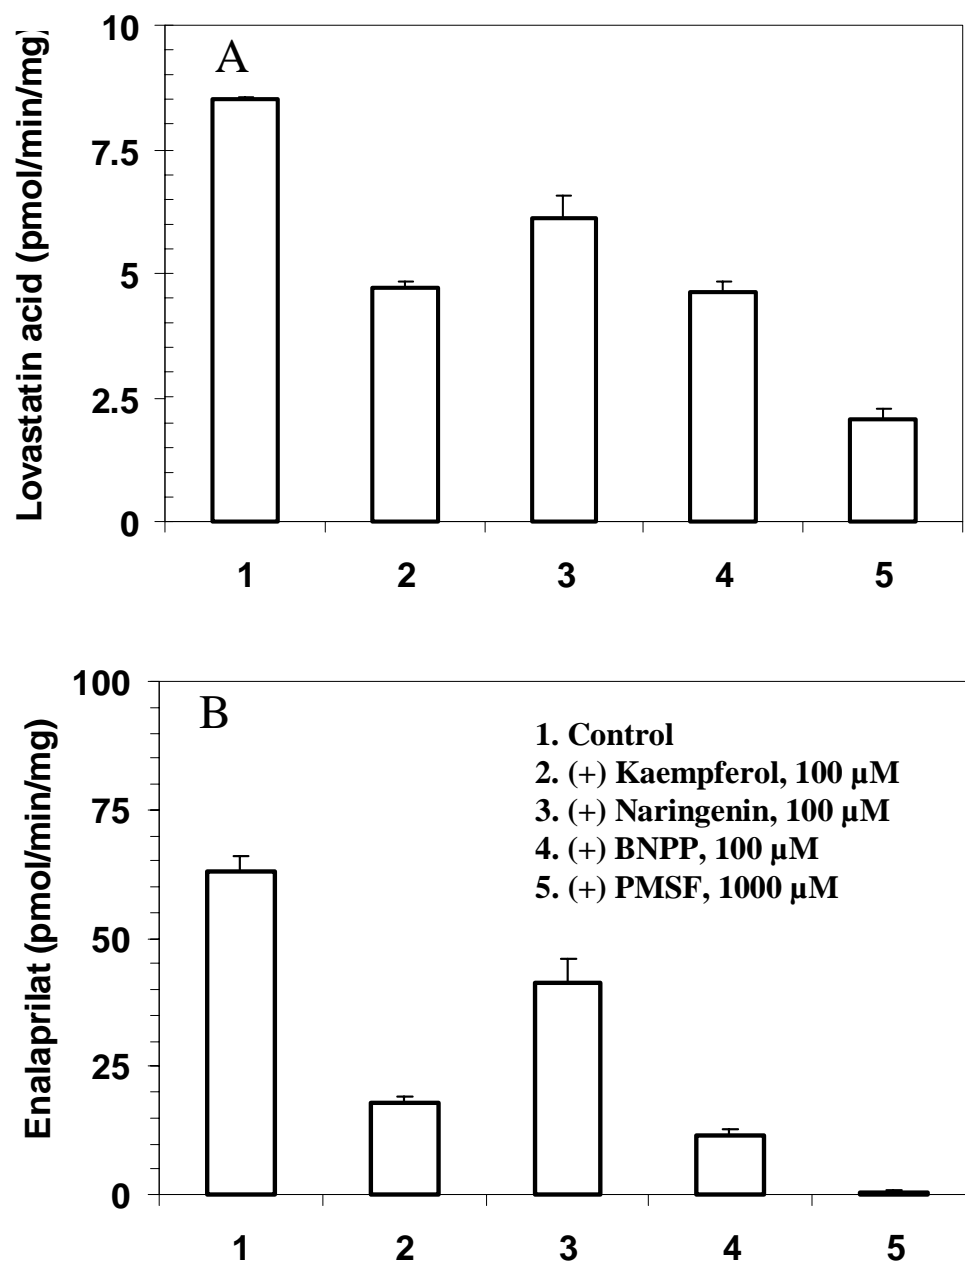 A
Lovastatin acid (pmol/min/mg)
10
7.5
5
2.5
0
1 2 3 4 5
B
Enalaprilat (pmol/min/mg)
100
75
50
25
0
1. Control
2. (+) Kaempferol, 100 µM
3. (+) Naringenin, 100 µM
4. (+) BNPP, 100 µM
5. (+) PMSF, 1000 µM
1 2 3 4 5